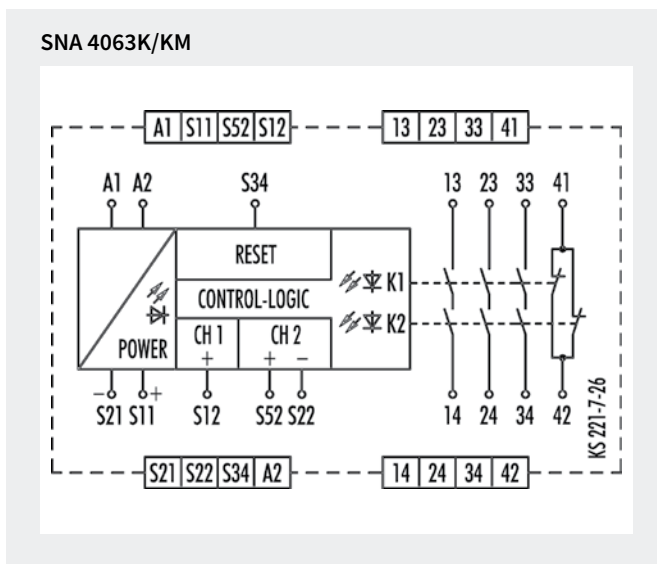 SNA 4063K/KM
A1 S11 S52 S12 13 23 33 41
A1 A2 S34 13 23 33 41
RESET
K1
CONTROL-LOGIC
K2
POWER CH 1 CH 2
+ + −
− +
S21 S11 S12 S52 S22 14 24 34 42
KS 221-7-26
S21 S22 S34 A2 14 24 34 42